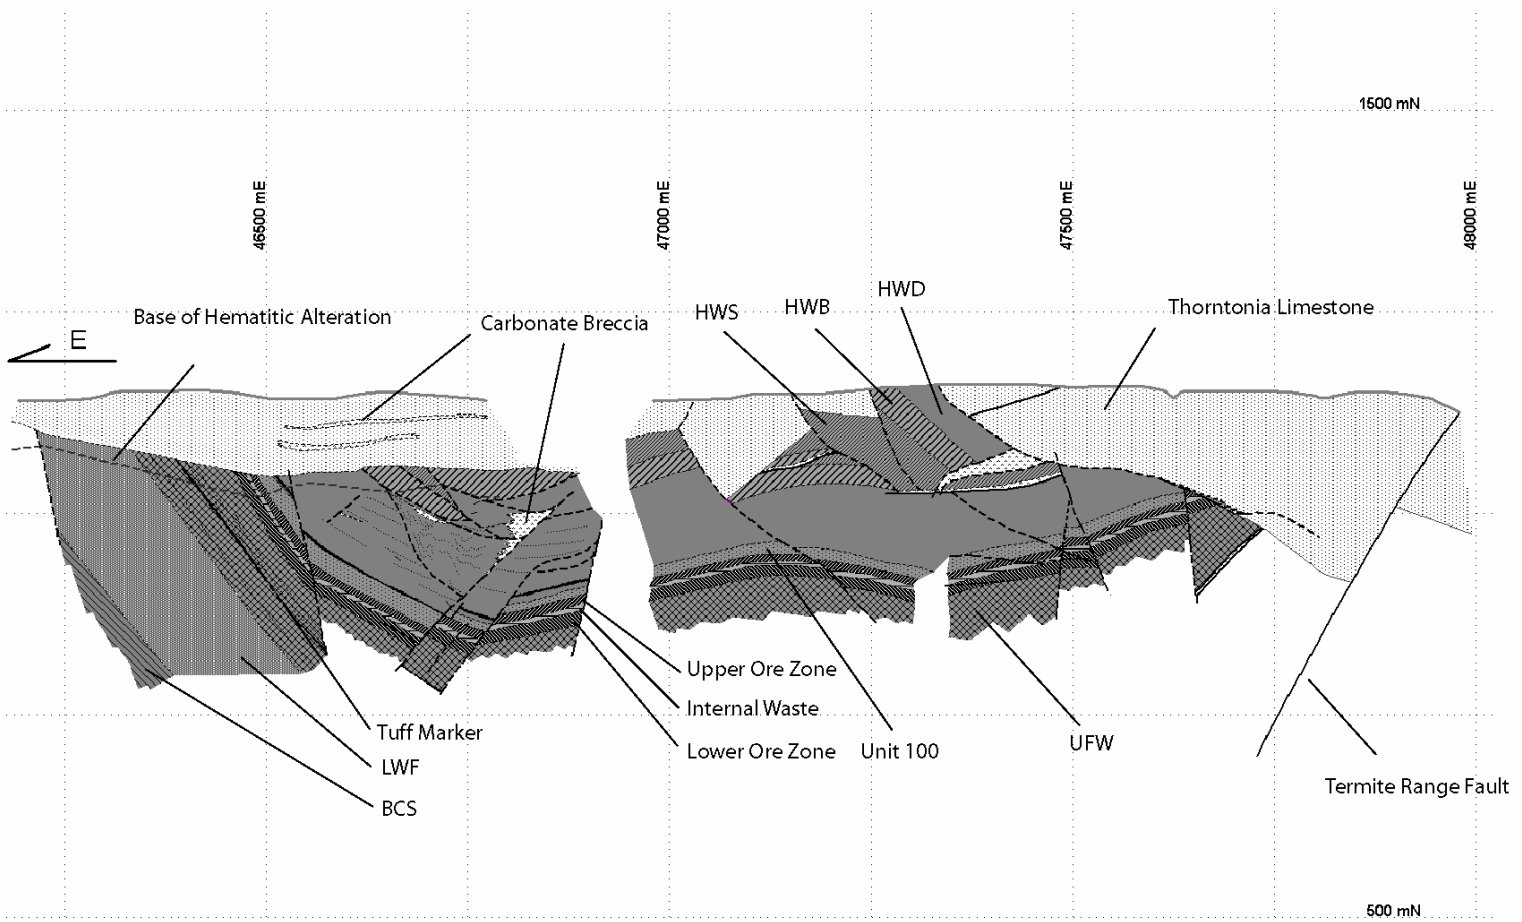 1500 mN
46500 mE
47000 mE
47500 mE
48000 mE
HWD
HWB
HWS
Thorntonia Limestone
Base of Hematitic Alteration
Carbonate Breccia
E
Upper Ore Zone
Internal Waste
Lower Ore Zone
Unit 100
UFW
Tuff Marker
LWF
BCS
Termite Range Fault
500 mN